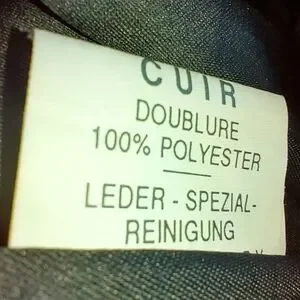 CUIR
DOUBLURE
100% POLYESTER
LEDER - SPEZIAL-
REINIGUNG